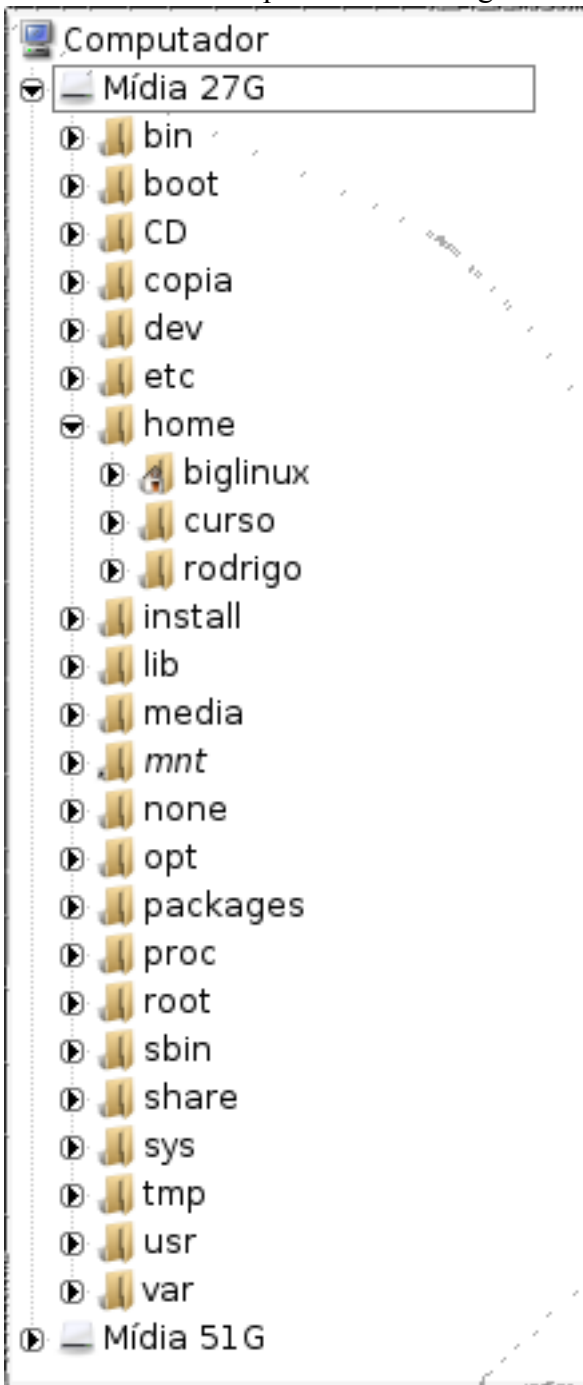 Computador
Mídia 27G
bin
boot
CD
copia
dev
etc
home
biglinux
curso
rodrigo
install
lib
media
mnt
none
opt
packages
proc
root
sbin
share
sys
tmp
usr
var
Mídia 51G